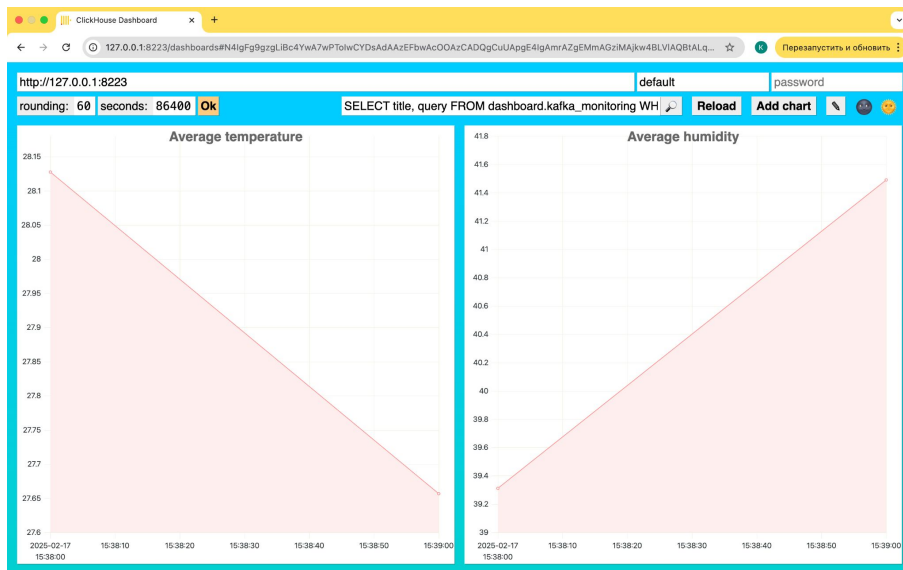 ClickHouse Dashboard
127.0.0.1:8223/dashboards#N4IgFg9gzgLiBc4YwA7wPTolwCYDsAdAAzEFbwAcOOAzCADQgCuUApgE4IgAmrAZgEMmAGziMAjkw4BLVlAQBtALq...
Перезапустить и обновить
http://127.0.0.1:8223
default
password
rounding: 60 seconds: 86400 Ok
SELECT title, query FROM dashboard.kafka_monitoring WH
Reload
Add chart
Average temperature
28.15
28.1
28.05
28
27.95
27.9
27.85
27.8
27.75
27.7
27.65
27.6
2025-02-17 15:38:10 15:38:20 15:38:30 15:38:40 15:38:50 15:39:00
15:38:00
Average humidity
41.8
41.6
41.4
41.2
41
40.8
40.6
40.4
40.2
40
39.8
39.6
39.4
39.2
39
2025-02-17 15:38:10 15:38:20 15:38:30 15:38:40 15:38:50 15:39:00
15:38:00